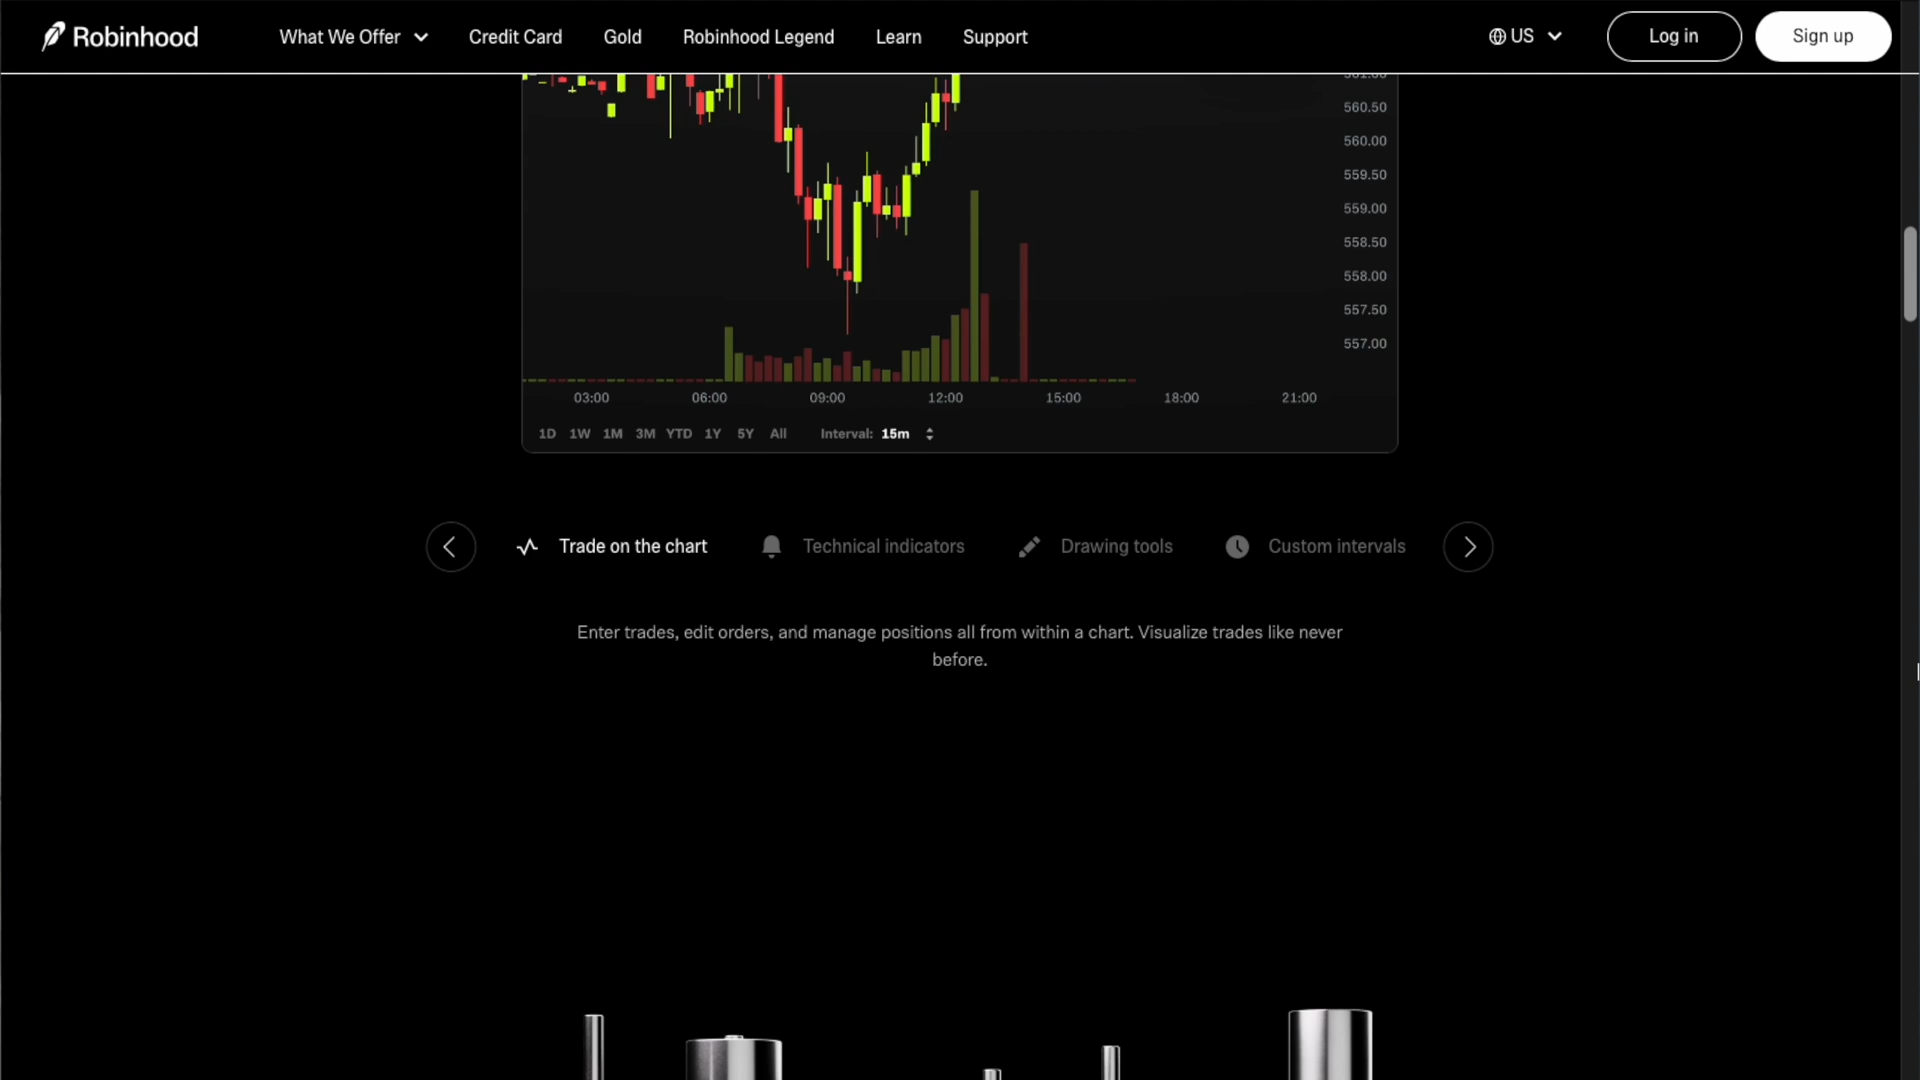 Robinhood What We Offer Credit Card Gold Robinhood Legend Learn Support US Log in Sign up
561.00
560.50
560.00
559.50
559.00
558.50
558.00
557.50
557.00
03:00 06:00 09:00 12:00 15:00 18:00 21:00
1D 1W 1M 3M YTD 1Y 5Y All Interval: 15m
Trade on the chart Technical indicators Drawing tools Custom intervals
Enter trades, edit orders, and manage positions all from within a chart. Visualize trades like never
before.